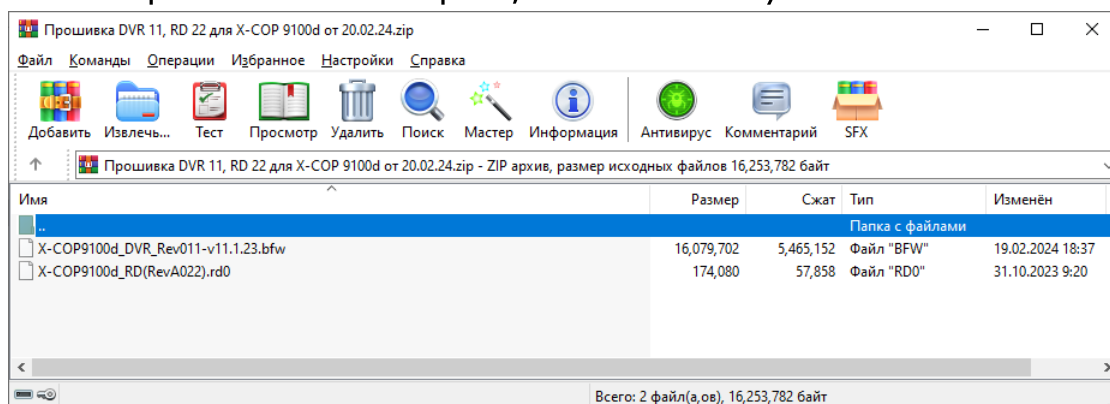 Прошивка DVR 11, RD 22 для X-COP 9100d от 20.02.24.zip
Файл Команды Операции Избранное Настройки Справка
Добавить Извлечь... Тест Просмотр Удалить Поиск Мастер Информация Антивирус Комментарий SFX
Прошивка DVR 11, RD 22 для X-COP 9100d от 20.02.24.zip - ZIP архив, размер исходных файлов 16,253,782 байт
Имя Размер Сжат Тип Изменён
.. Папка с файлами
X-COP9100d_DVR_Rev011-v11.1.23.bfw 16,079,702 5,465,152 Файл "BFW" 19.02.2024 18:37
X-COP9100d_RD(RevA022).rd0 174,080 57,858 Файл "RD0" 31.10.2023 9:20
Всего: 2 файл(а,ов), 16,253,782 байт